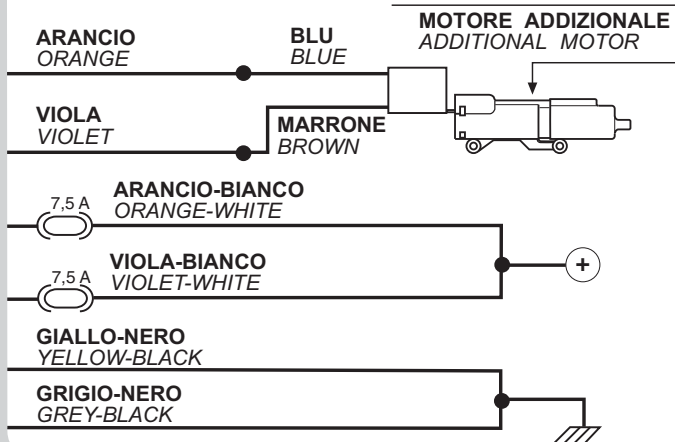 MOTORE ADDIZIONALE
ADDITIONAL MOTOR
ARANCIO
ORANGE
BLU
BLUE
VIOLA
VIOLET
MARRONE
BROWN
7,5 A
ARANCIO-BIANCO
ORANGE-WHITE
7,5 A
VIOLA-BIANCO
VIOLET-WHITE
+
GIALLO-NERO
YELLOW-BLACK
GRIGIO-NERO
GREY-BLACK